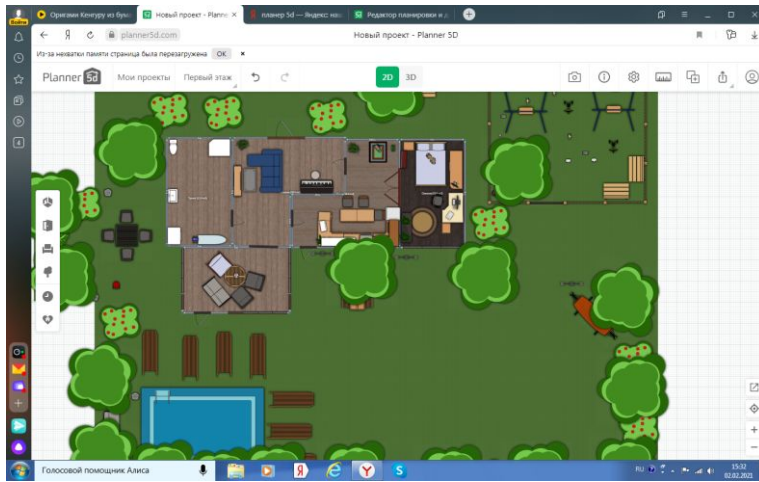 Оригами Кенгуру из бум
Новый проект - Planne
планер 5d — Яндекс: наш
Редактор планировки и д
Войти
planner5d.com
Новый проект - Planner 5D
Из-за нехватки памяти страница была перезагружена
OK
Planner 5d
Мои проекты
Первый этаж
2D
3D
Голосовой помощник Алиса
RU
15:32
02.02.2021